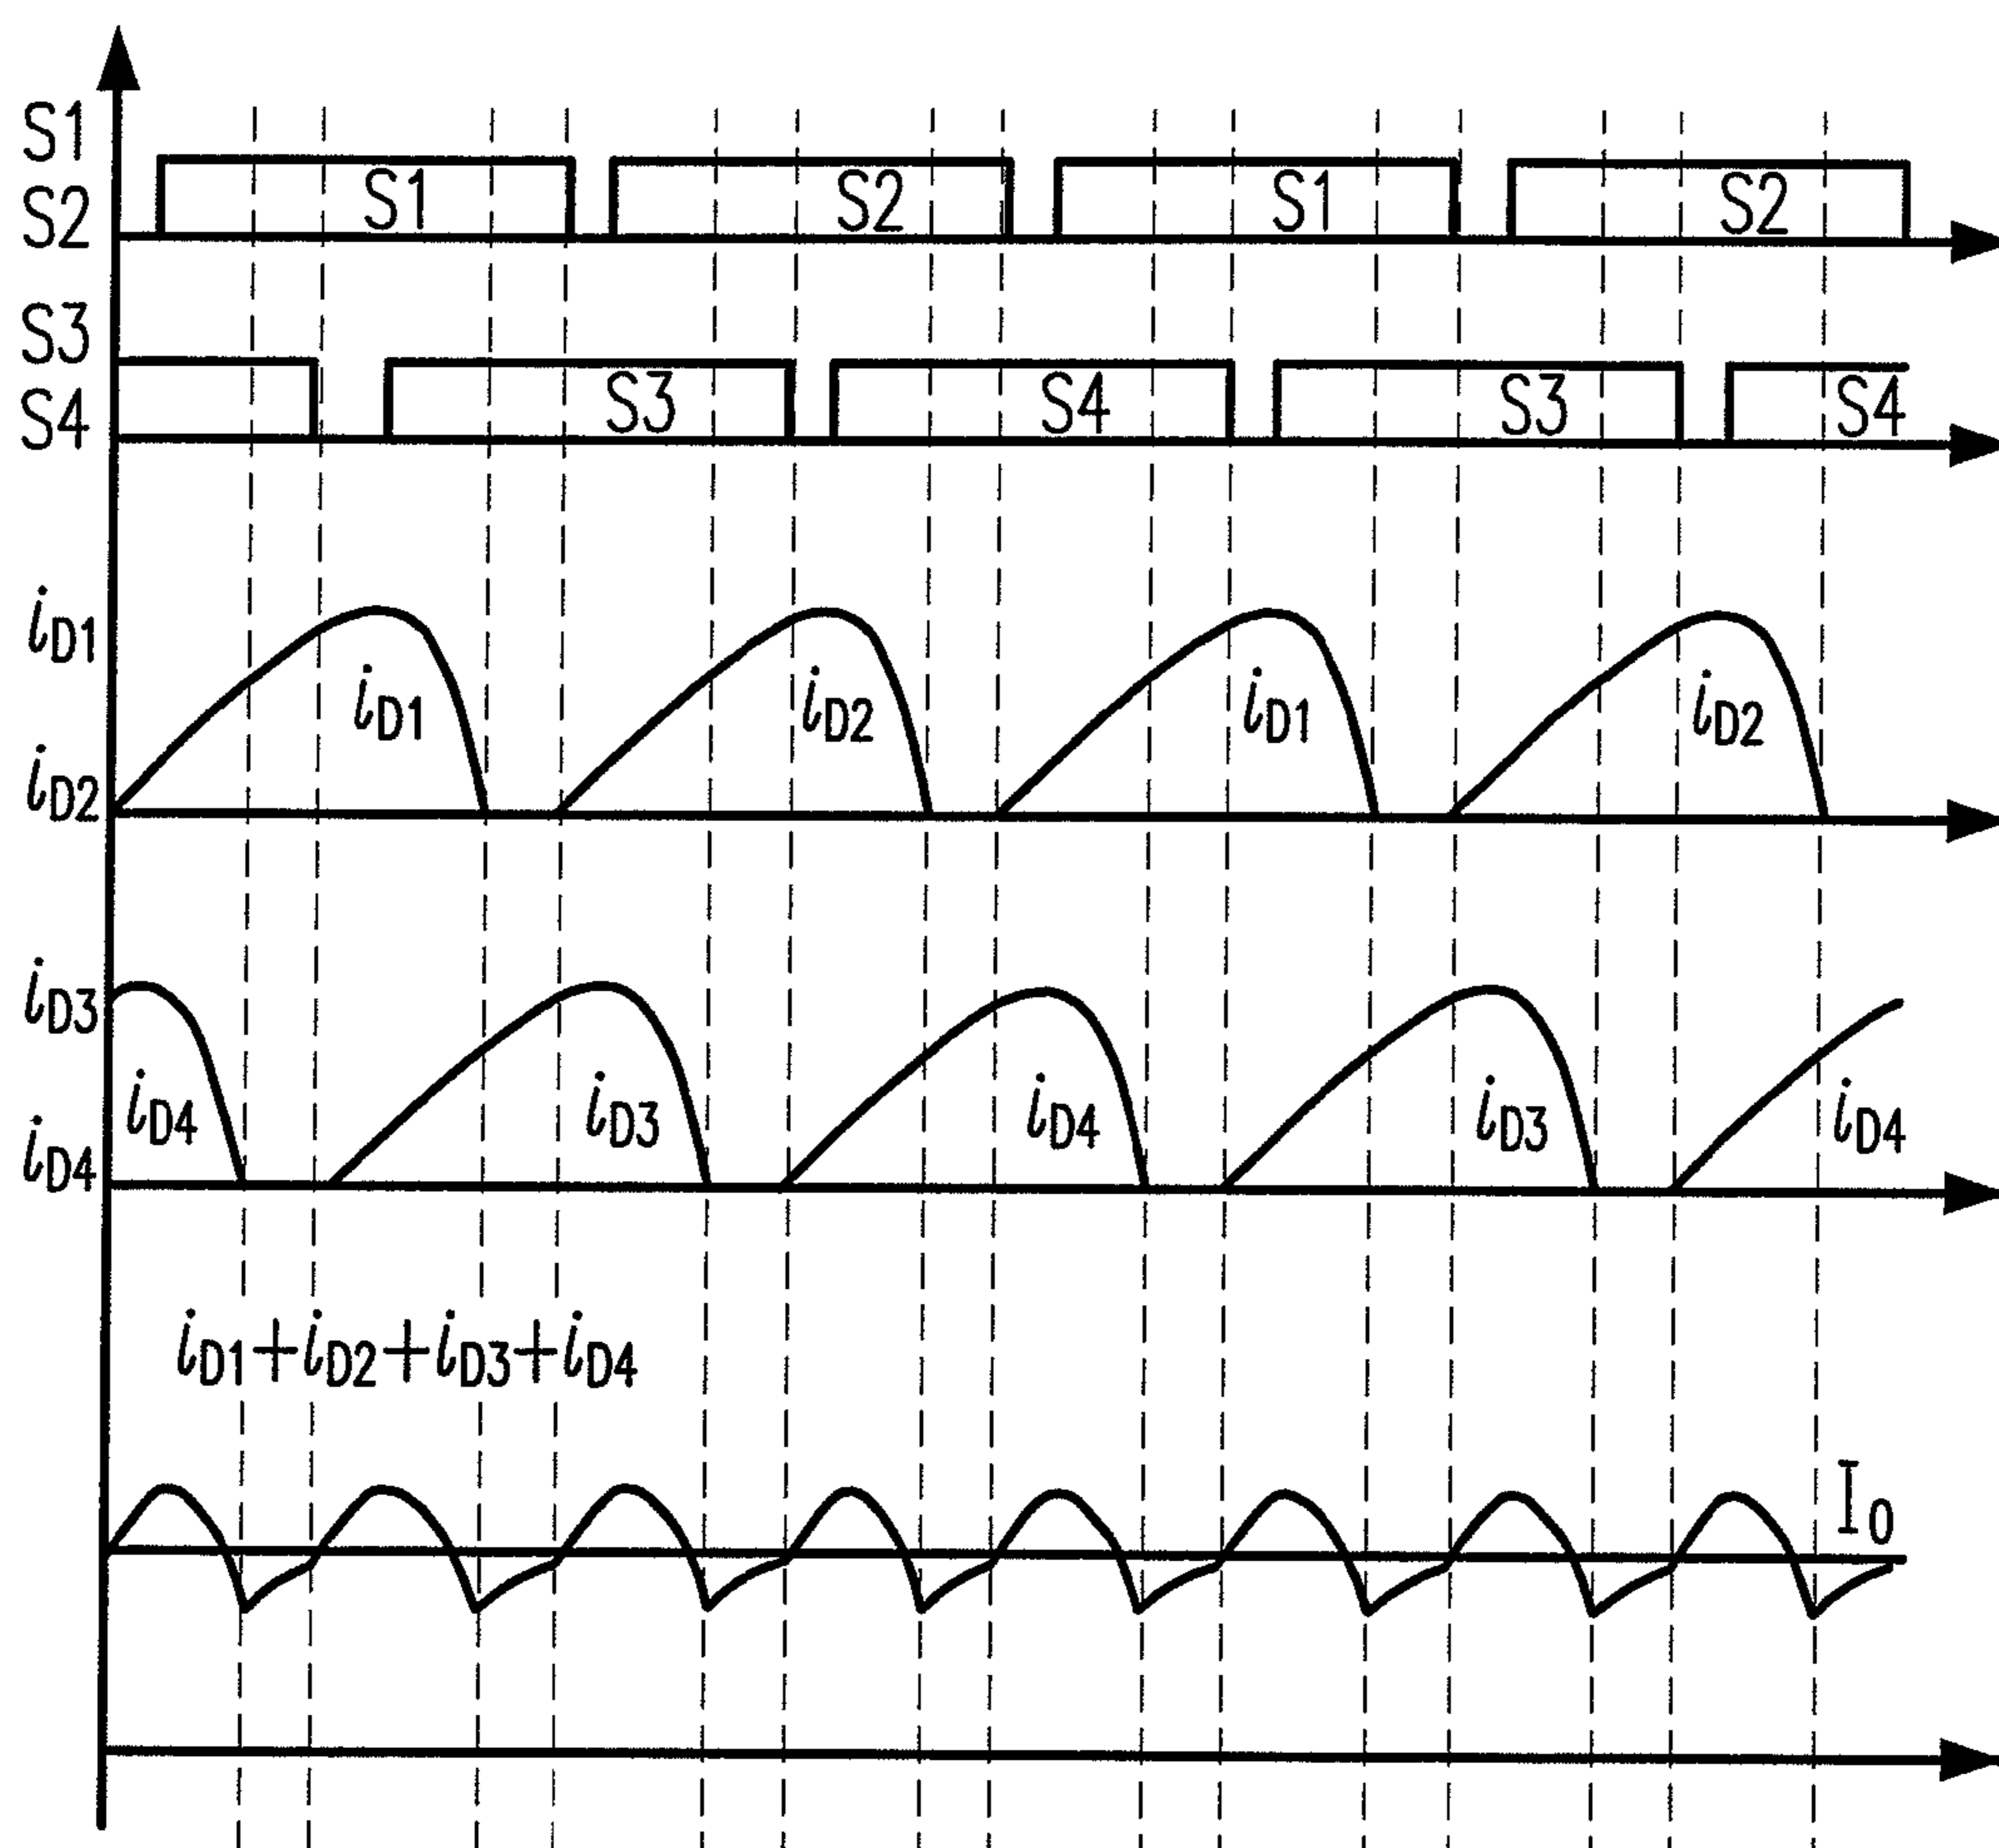 S1
S2
S1 S2 S1 S2
S3
S4
S3 S4 S3 S4
iD1
iD2
iD1 iD2 iD1 iD2
iD3
iD4
iD4 iD3 iD4 iD3 iD4
iD1+iD2+iD3+iD4
I0